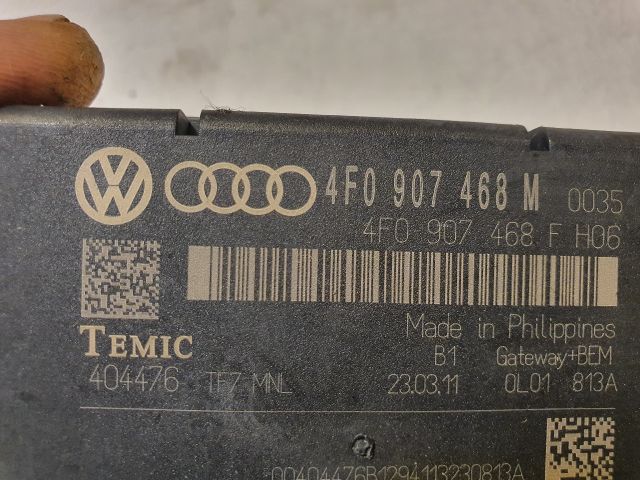 4F0 907 468 M 0035
4F0 907 468 F H06
TEMIC
Made in Philippines
B1 Gateway+BEM
404476 TF7 MNL 23.03.11 0L01 813A
00404476B1294113230813A